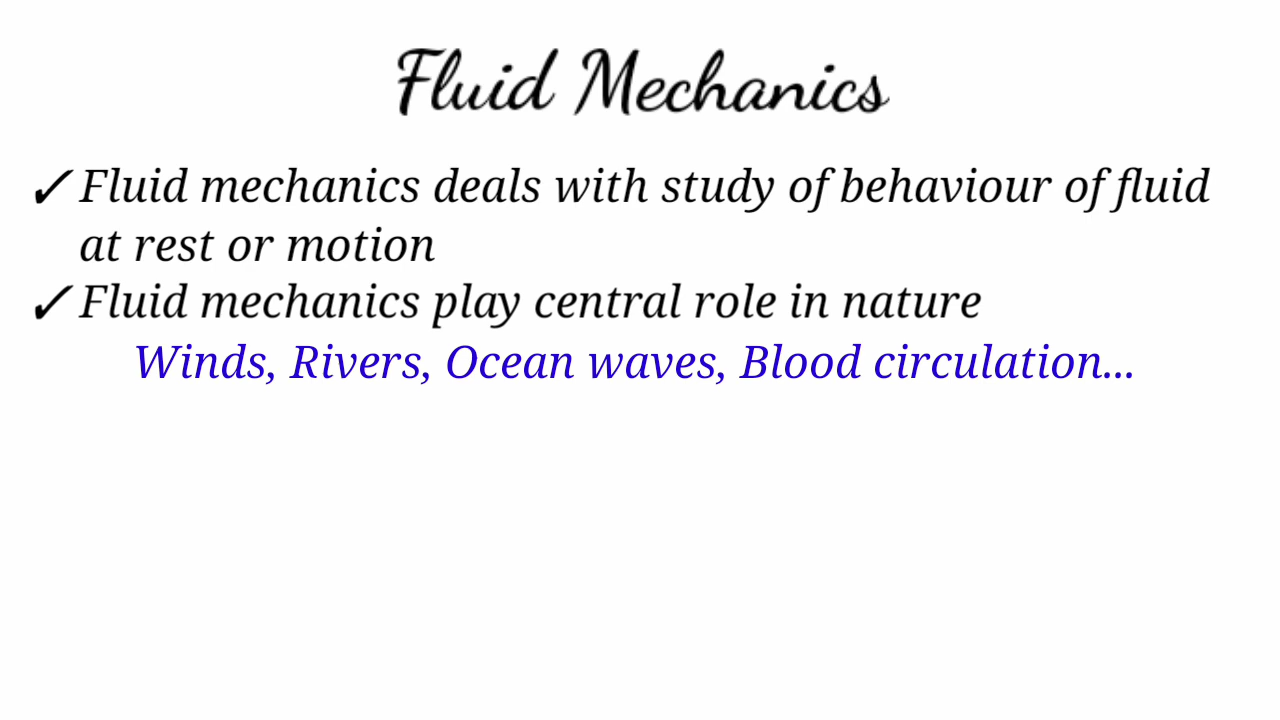 Fluid Mechanics
✓ Fluid mechanics deals with study of behaviour of fluid
at rest or motion
✓ Fluid mechanics play central role in nature
Winds, Rivers, Ocean waves, Blood circulation...